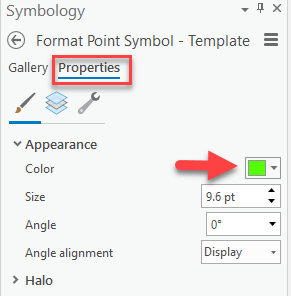 Symbology
Format Point Symbol - Template
Gallery Properties
Appearance
Color
Size 9.6 pt
Angle 0°
Angle alignment Display
Halo